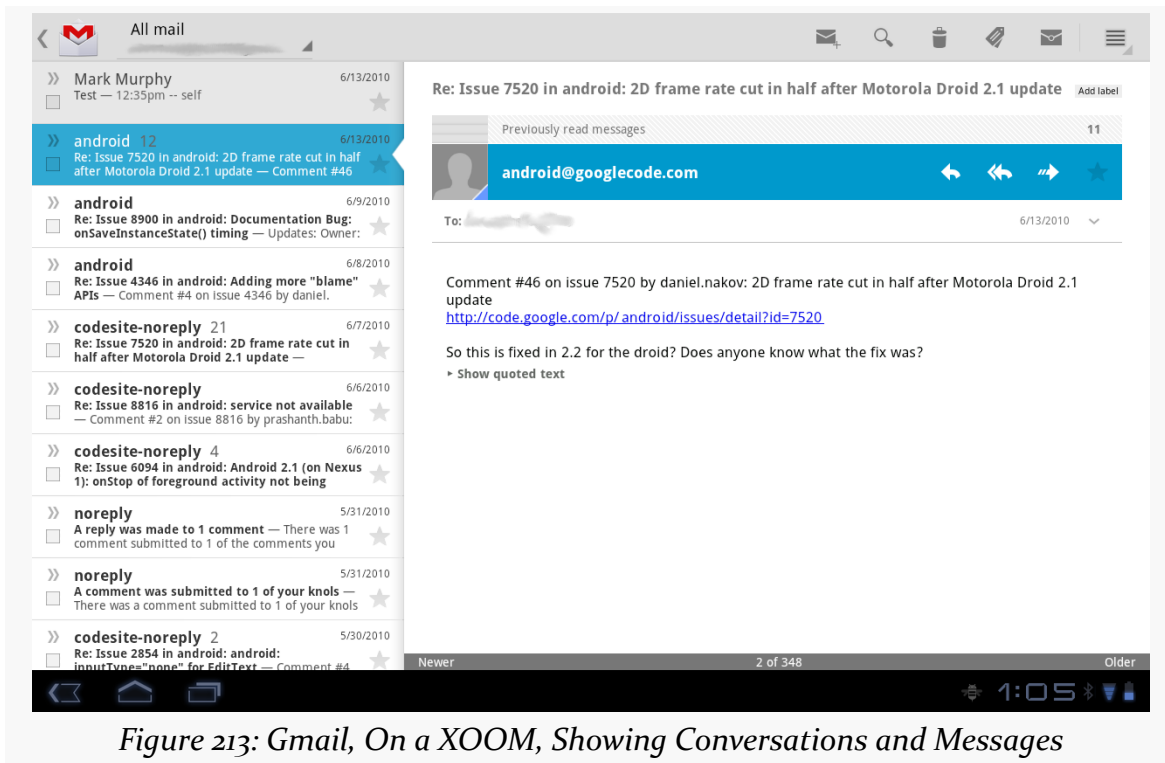 All mail
Mark Murphy 6/13/2010
Test — 12:35pm -- self
android 12 6/13/2010
Re: Issue 7520 in android: 2D frame rate cut in half
after Motorola Droid 2.1 update — Comment #46
android 6/9/2010
Re: Issue 8900 in android: Documentation Bug:
onSaveInstanceState() timing — Updates: Owner:
android 6/8/2010
Re: Issue 4346 in android: Adding more "blame"
APIs — Comment #4 on issue 4346 by daniel.
codesite-noreply 21 6/7/2010
Re: Issue 7520 in android: 2D frame rate cut in
half after Motorola Droid 2.1 update —
codesite-noreply 6/6/2010
Re: Issue 8816 in android: service not available
— Comment #2 on issue 8816 by prashanth.babu:
codesite-noreply 4 6/6/2010
Re: Issue 6094 in android: Android 2.1 (on Nexus
1): onStop of foreground activity not being
noreply 5/31/2010
A reply was made to 1 comment — There was 1
comment submitted to 1 of the comments you
noreply 5/31/2010
A comment was submitted to 1 of your knols —
There was a comment submitted to 1 of your knols
codesite-noreply 2 5/30/2010
Re: Issue 2854 in android: android:
inputType="none" for EditText — Comment #4
Re: Issue 7520 in android: 2D frame rate cut in half after Motorola Droid 2.1 update Add label
Previously read messages 11
android@googlecode.com
To: 6/13/2010
Comment #46 on issue 7520 by daniel.nakov: 2D frame rate cut in half after Motorola Droid 2.1
update
http://code.google.com/p/android/issues/detail?id=7520
So this is fixed in 2.2 for the droid? Does anyone know what the fix was?
▸ Show quoted text
Newer 2 of 348 Older
1:05
Figure 213: Gmail, On a XOOM, Showing Conversations and Messages